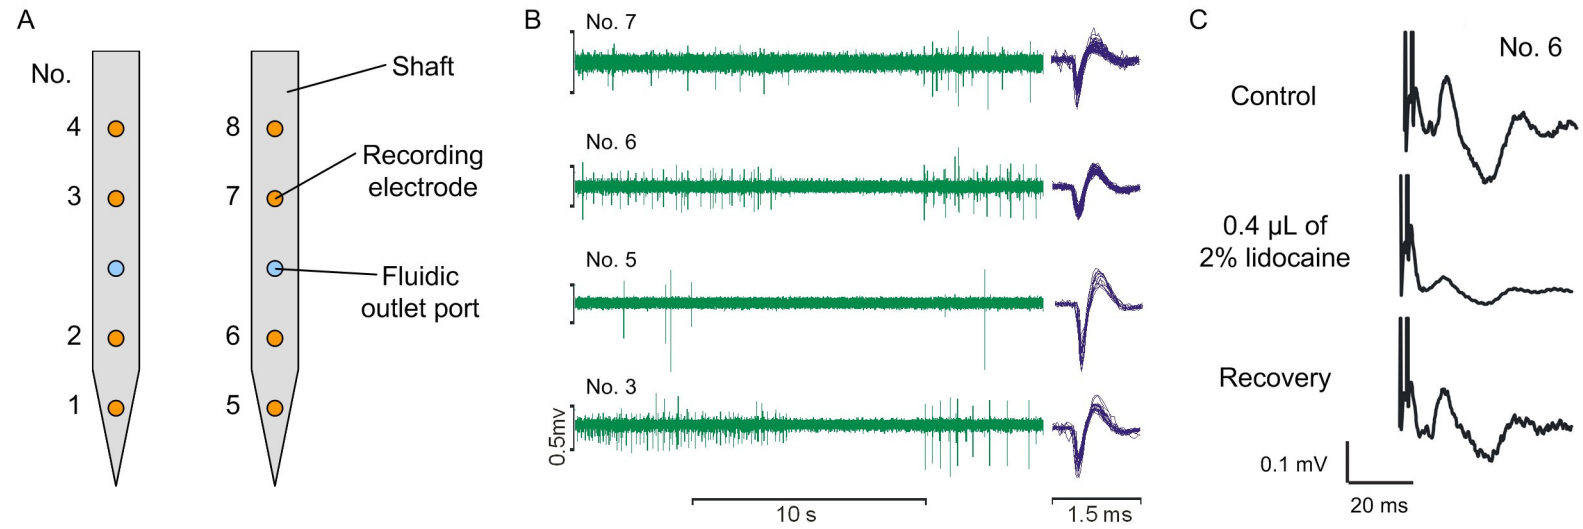 A
No.
4
3
2
1
8
7
6
5
Shaft
Recording
electrode
Fluidic
outlet port
B
No. 7
No. 6
No. 5
No. 3
0.5mv
10 s
1.5 ms
C
No. 6
Control
0.4 µL of
2% lidocaine
Recovery
0.1 mV
20 ms